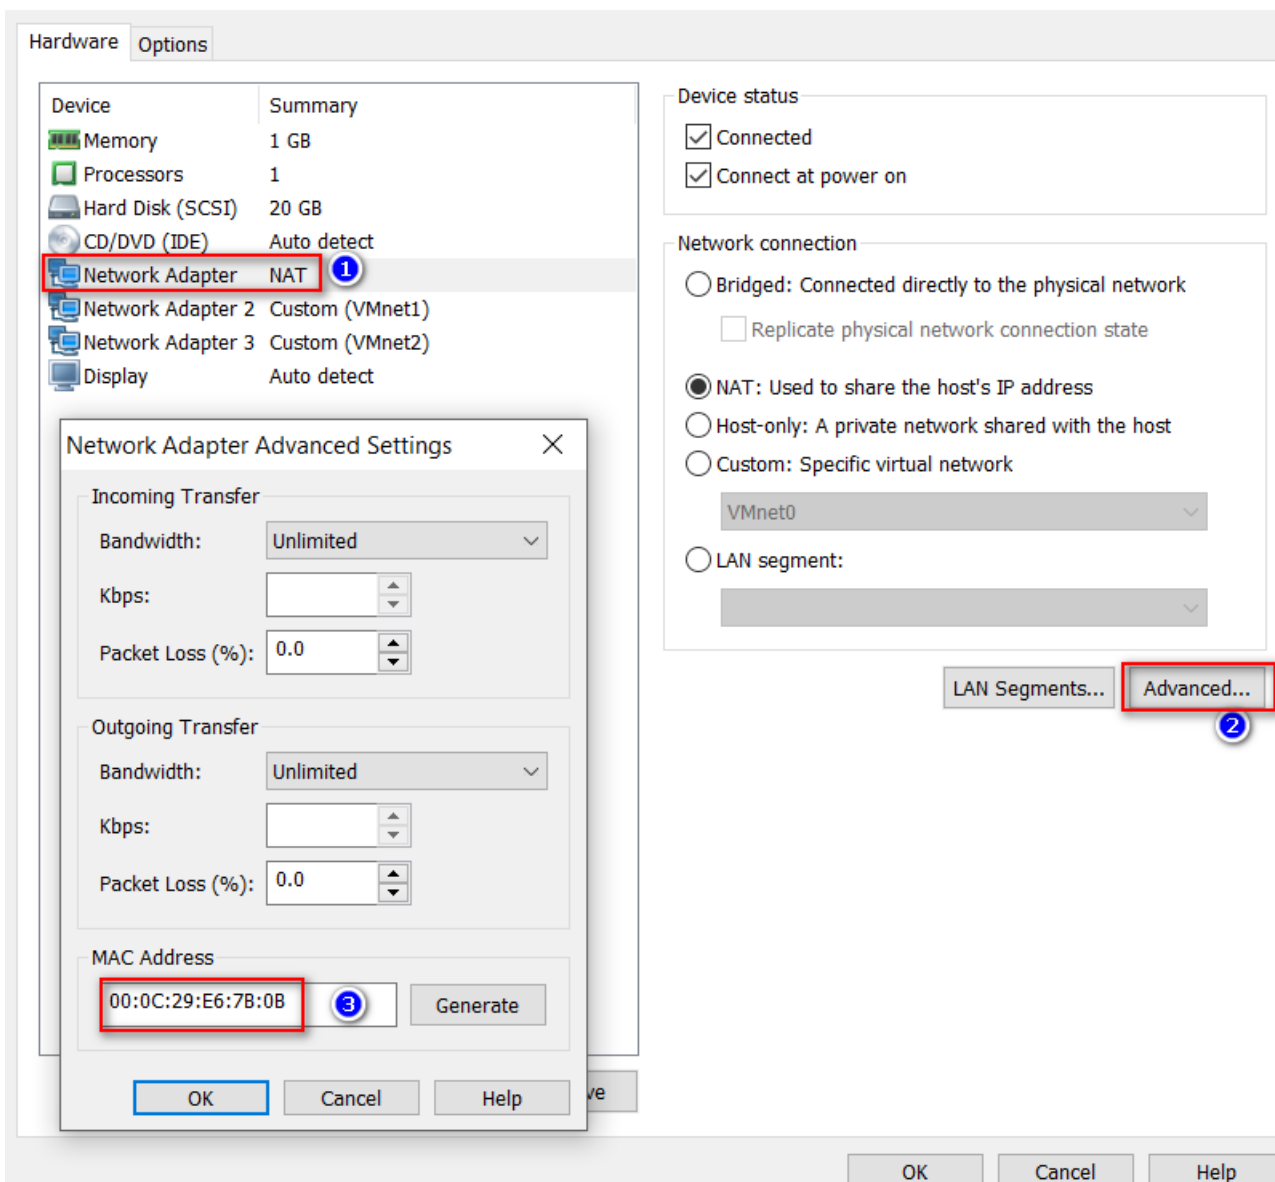 Hardware Options
Device Summary
Memory 1 GB
Processors 1
Hard Disk (SCSI) 20 GB
CD/DVD (IDE) Auto detect
Network Adapter NAT 1
Network Adapter 2 Custom (VMnet1)
Network Adapter 3 Custom (VMnet2)
Display Auto detect
Device status
Connected
Connect at power on
Network connection
Bridged: Connected directly to the physical network
Replicate physical network connection state
NAT: Used to share the host's IP address
Host-only: A private network shared with the host
Custom: Specific virtual network
VMnet0
LAN segment:
LAN Segments... Advanced...
2
Network Adapter Advanced Settings
Incoming Transfer
Bandwidth: Unlimited
Kbps:
Packet Loss (%): 0.0
Outgoing Transfer
Bandwidth: Unlimited
Kbps:
Packet Loss (%): 0.0
MAC Address
00:0C:29:E6:7B:0B 3 Generate
OK Cancel Help
ve
OK Cancel Help